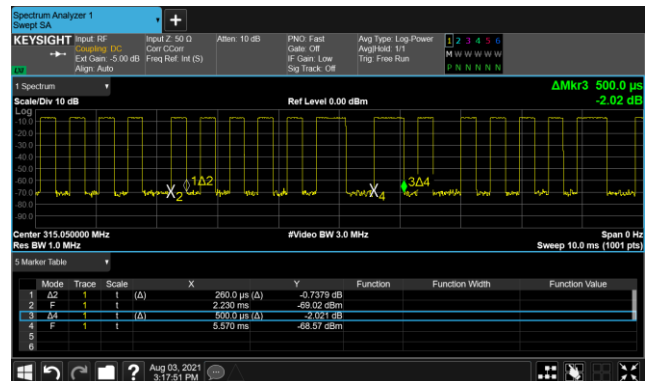 Spectrum Analyzer 1
Swept SA
+
KEYSIGHT Input: RF Input Z: 50 Ω Atten: 10 dB PNO: Fast Avg Type: Log-Power 1 2 3 4 5 6
Coupling: DC Corr CCorr Gate: Off Avg|Hold: 1/1 M W W W W W
Ext Gain: -5.00 dB Freq Ref: Int (S) IF Gain: Low Trig: Free Run
Align: Auto Sig Track: Off P N N N N N
LXI
1 Spectrum ΔMkr3 500.0 µs
Scale/Div 10 dB Ref Level 0.00 dBm -2.02 dB
Log
-10.0
-20.0
-30.0
-40.0
-50.0
-60.0
-70.0
-80.0
-90.0
X2 1Δ2 X4 3Δ4
Center 315.050000 MHz #Video BW 3.0 MHz Span 0 Hz
Res BW 1.0 MHz Sweep 10.0 ms (1001 pts)
5 Marker Table
Mode Trace Scale X Y Function Function Width Function Value
1 Δ2 1 t (Δ) 260.0 µs (Δ) -0.7379 dB
2 F 1 t 2.230 ms -69.02 dBm
3 Δ4 1 t (Δ) 500.0 µs (Δ) -2.021 dB
4 F 1 t 5.570 ms -68.57 dBm
5
6
? Aug 03, 2021
3:17:51 PM